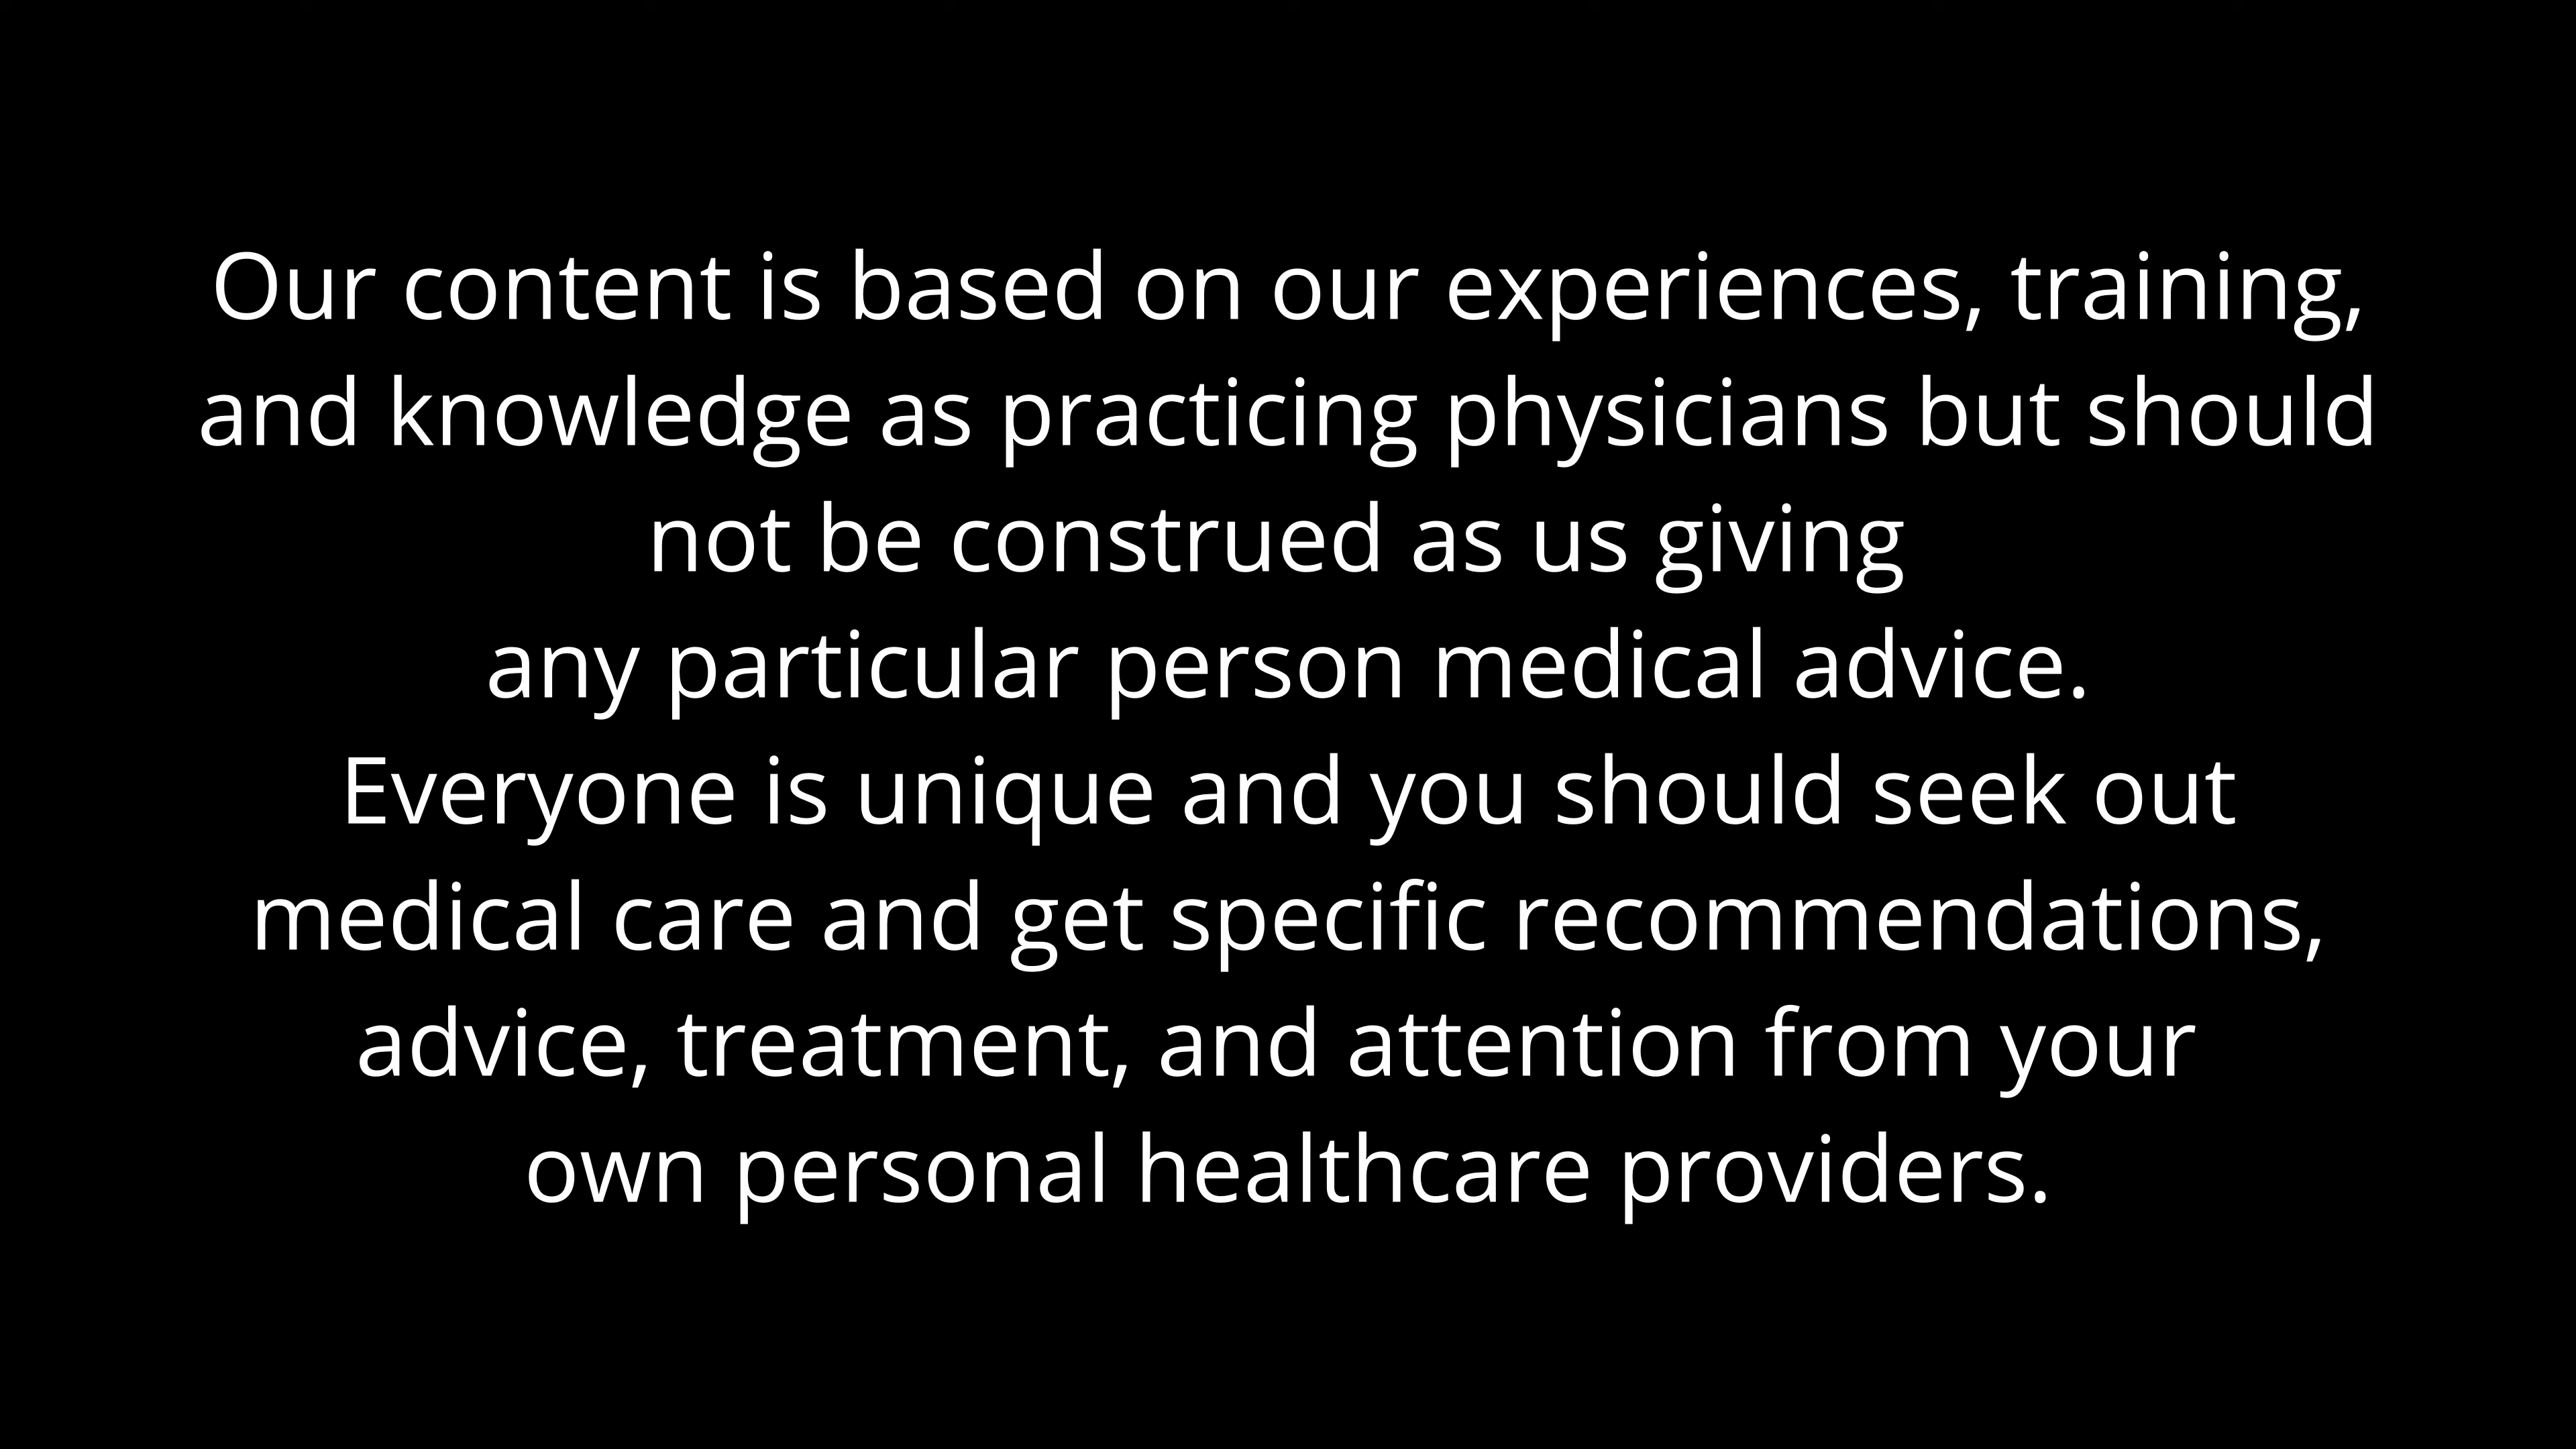 Our content is based on our experiences, training,
and knowledge as practicing physicians but should
not be construed as us giving
any particular person medical advice.
Everyone is unique and you should seek out
medical care and get specific recommendations,
advice, treatment, and attention from your
own personal healthcare providers.